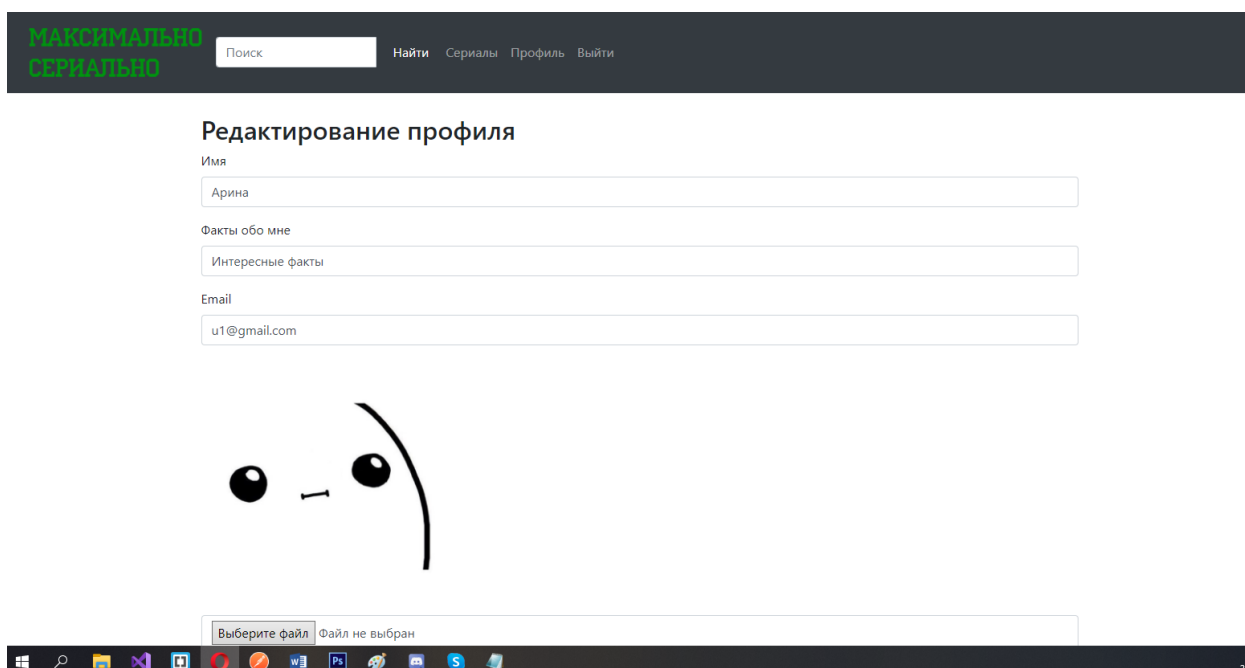 МАКСИМАЛЬНО
СЕРИАЛЬНО
Поиск
Найти Сериалы Профиль Выйти
Редактирование профиля
Имя
Арина
Факты обо мне
Интересные факты
Email
u1@gmail.com
Выберите файл Файл не выбран
W
Ps
S